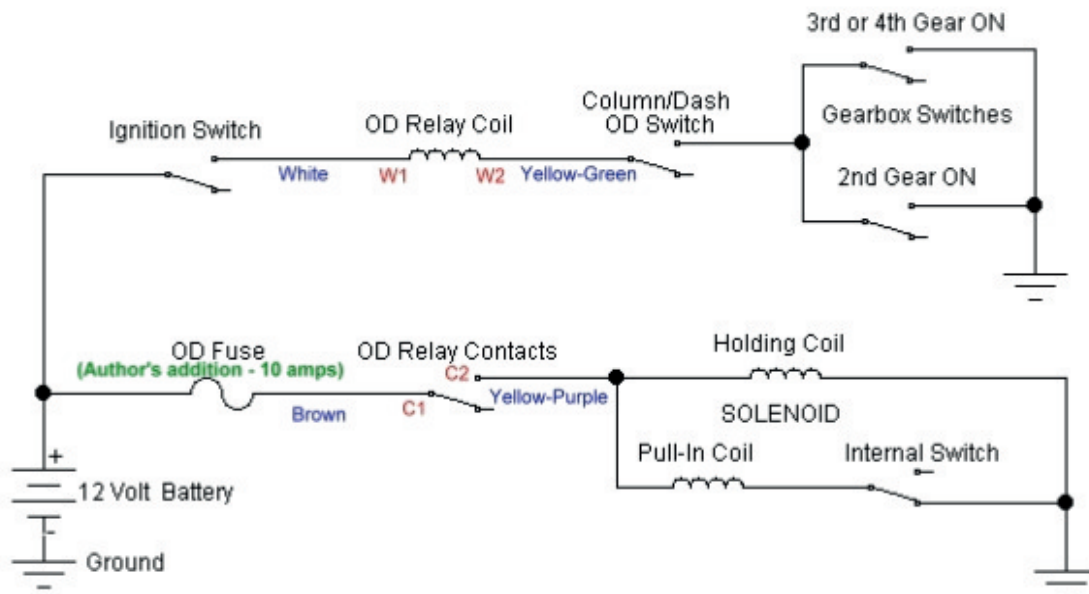 3rd or 4th Gear ON
Column/Dash
OD Switch
Ignition Switch
OD Relay Coil
Gearbox Switches
White
W1
W2
Yellow-Green
2nd Gear ON
OD Fuse
(Author's addition - 10 amps)
OD Relay Contacts
Holding Coil
C2
Yellow-Purple
Brown
C1
SOLENOID
Pull-In Coil
Internal Switch
+
12 Volt Battery
-
Ground